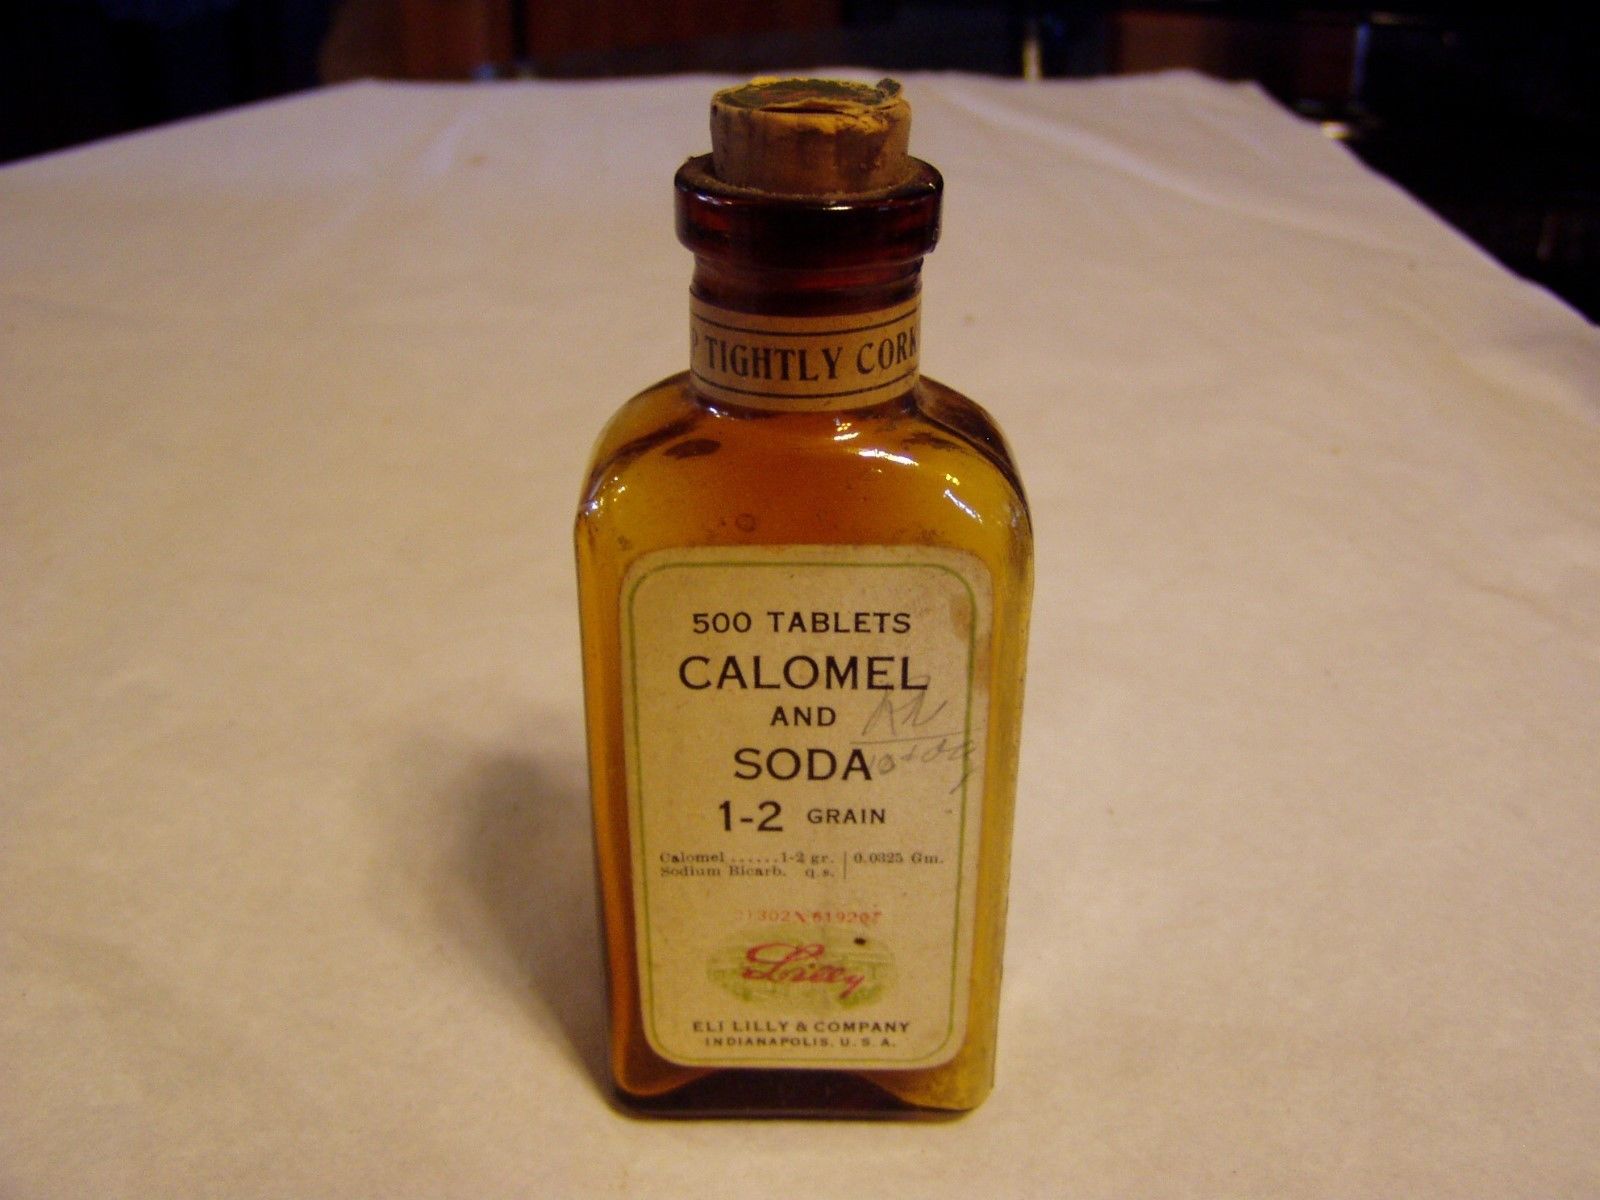 TIGHTLY CORK
500 TABLETS
CALOMEL
AND
SODA
1-2 GRAIN
Calomel ......1-2 gr. | 0.0325 Gm.
Sodium Bicarb. q.s.
Lilly
ELI LILLY & COMPANY
INDIANAPOLIS, U. S. A.